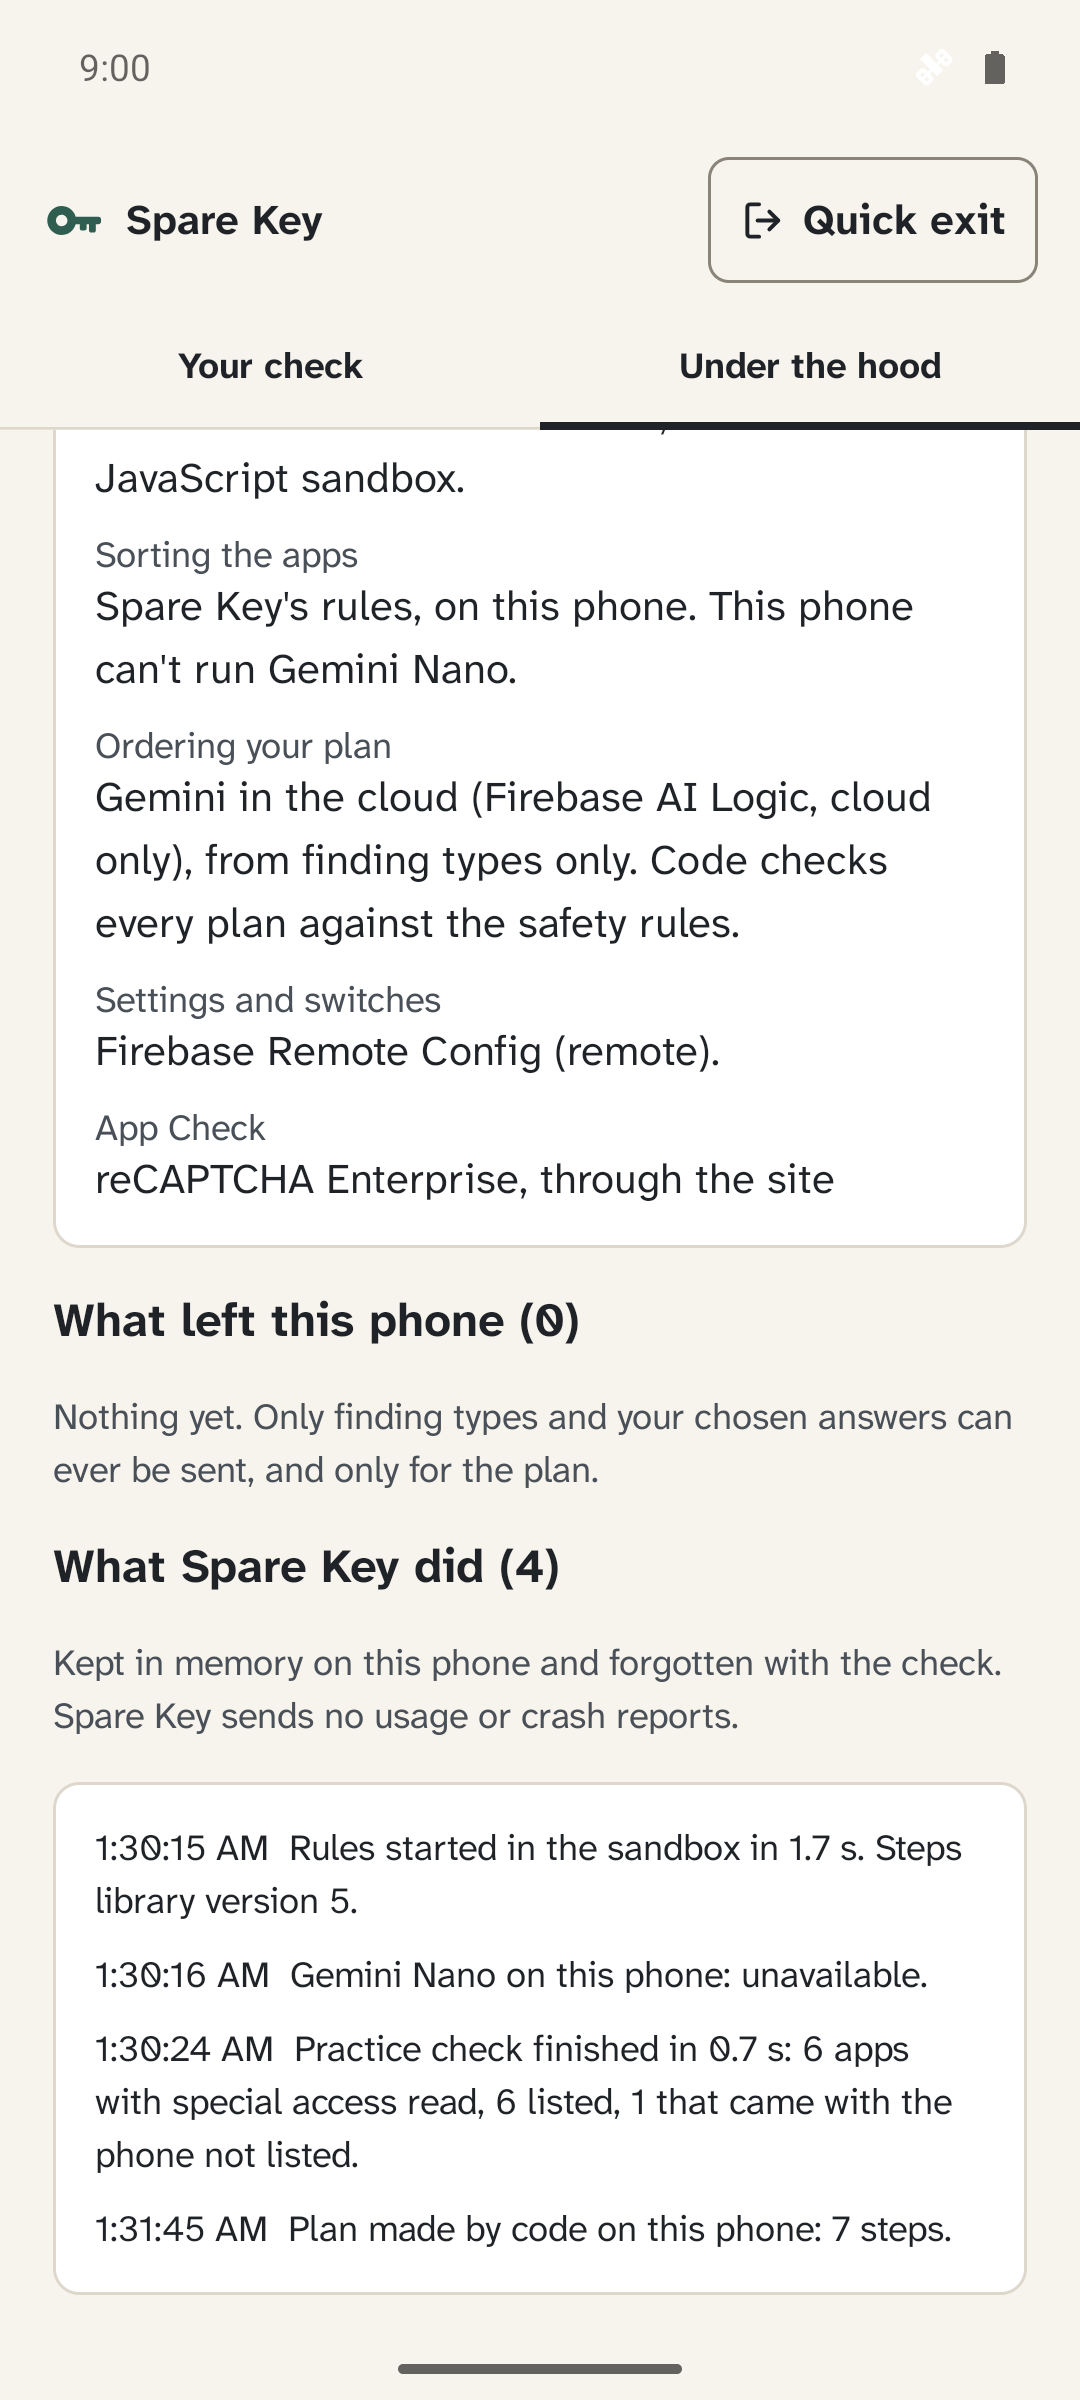 9:00
Spare Key
Quick exit
Your check
Under the hood
JavaScript sandbox.
Sorting the apps
Spare Key's rules, on this phone. This phone
can't run Gemini Nano.
Ordering your plan
Gemini in the cloud (Firebase AI Logic, cloud
only), from finding types only. Code checks
every plan against the safety rules.
Settings and switches
Firebase Remote Config (remote).
App Check
reCAPTCHA Enterprise, through the site
What left this phone (0)
Nothing yet. Only finding types and your chosen answers can
ever be sent, and only for the plan.
What Spare Key did (4)
Kept in memory on this phone and forgotten with the check.
Spare Key sends no usage or crash reports.
1:30:15 AM Rules started in the sandbox in 1.7 s. Steps
library version 5.
1:30:16 AM Gemini Nano on this phone: unavailable.
1:30:24 AM Practice check finished in 0.7 s: 6 apps
with special access read, 6 listed, 1 that came with the
phone not listed.
1:31:45 AM Plan made by code on this phone: 7 steps.